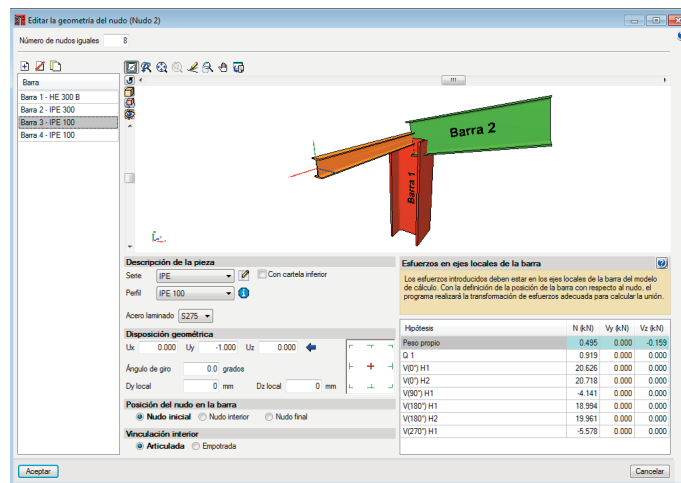 Editar la geometría del nudo (Nudo 2)
Número de nudos iguales 8
Barra
Barra 1 - HE 300 B
Barra 2 - IPE 300
Barra 3 - IPE 100
Barra 4 - IPE 100
Barra 2
Barra 1
Descripción de la pieza
Serie IPE Con cartela inferior
Perfil IPE 100
Acero laminado S275
Disposición geométrica
Ux 0.000 Uy -1.000 Uz 0.000
Ángulo de giro 0.0 grados
Dy local 0 mm Dz local 0 mm
Posición del nudo en la barra
Nudo inicial Nudo interior Nudo final
Vinculación interior
Articulada Empotrada
Esfuerzos en ejes locales de la barra
Los esfuerzos introducidos deben estar en los ejes locales de la barra del modelo
de cálculo. Con la definición de la posición de la barra con respecto al nudo, el
programa realizará la transformación de esfuerzos adecuada para calcular la unión.
Hipótesis N (kN) Vy (kN) Vz (kN)
Peso propio 0.495 0.000 -0.159
Q 1 0.919 0.000 0.000
V(0°) H1 20.626 0.000 0.000
V(0°) H2 20.718 0.000 0.000
V(90°) H1 -4.141 0.000 0.000
V(180°) H1 18.994 0.000 0.000
V(180°) H2 19.961 0.000 0.000
V(270°) H1 -5.578 0.000 0.000
Aceptar
Cancelar